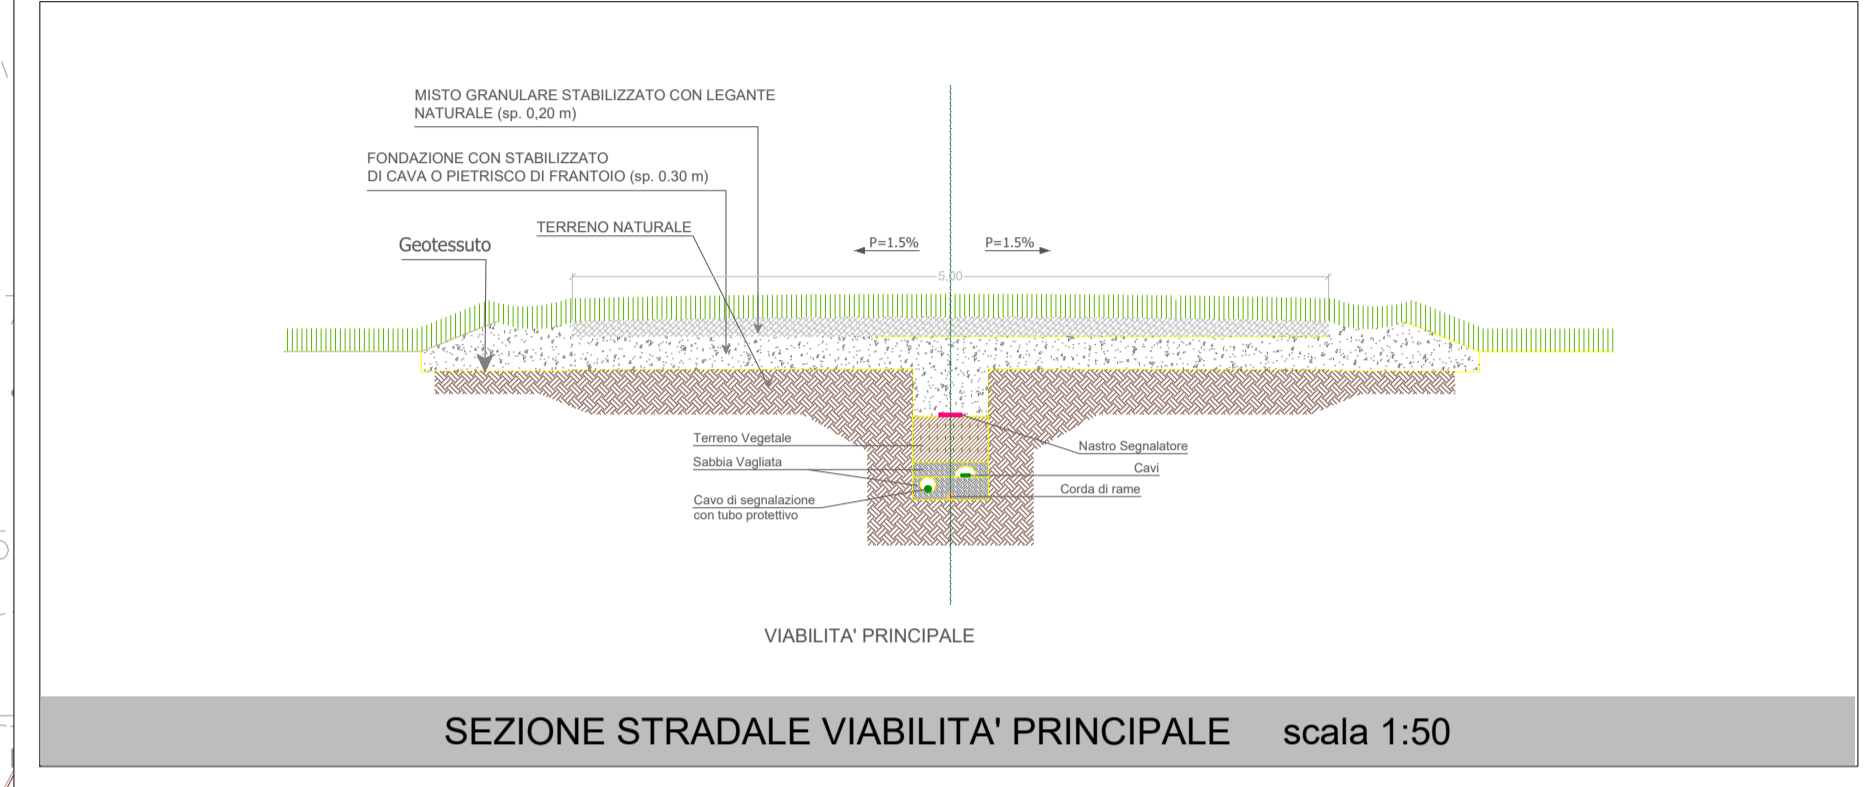 MISTO GRANULARE STABILIZZATO CON LEGANTE
NATURALE (sp. 0,20 m)
FONDAZIONE CON STABILIZZATO
DI CAVA O PIETRISCO DI FRANTOIO (sp. 0.30 m)
TERRENO NATURALE
Geotessuto
P=1.5%
P=1.5%
5,00
Terreno Vegetale
Sabbia Vagliata
Cavo di segnalazione
con tubo protettivo
Nastro Segnalatore
Cavi
Corda di rame
VIABILITA' PRINCIPALE
SEZIONE STRADALE VIABILITA' PRINCIPALE scala 1:50